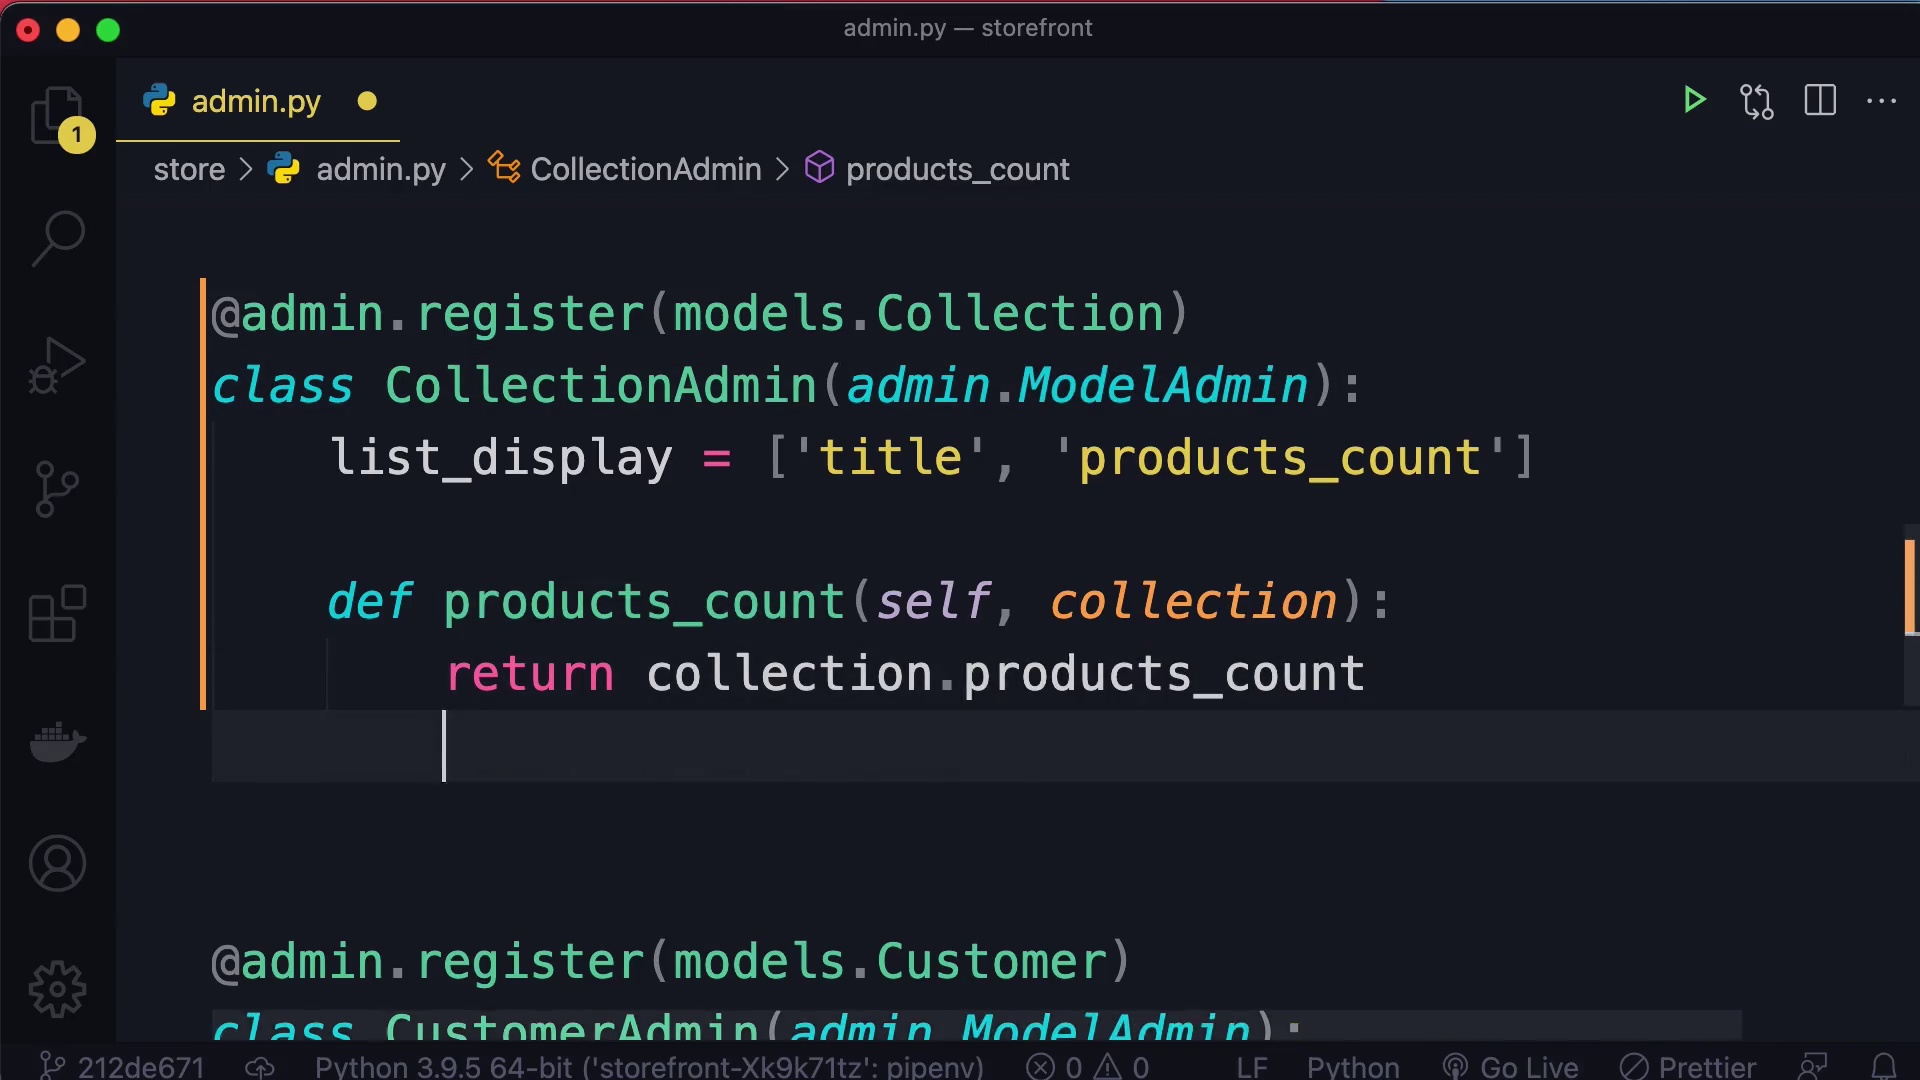 admin.py — storefront
admin.py
1
store > admin.py > CollectionAdmin > products_count
@admin.register(models.Collection)
class CollectionAdmin(admin.ModelAdmin):
list_display = ['title', 'products_count']
def products_count(self, collection):
return collection.products_count
@admin.register(models.Customer)
class CustomerAdmin(admin.ModelAdmin):
212de671 Python 3.9.5 64-bit ('storefront-Xk9k71tz': pipenv) 0 0 LF Python Go Live Prettier